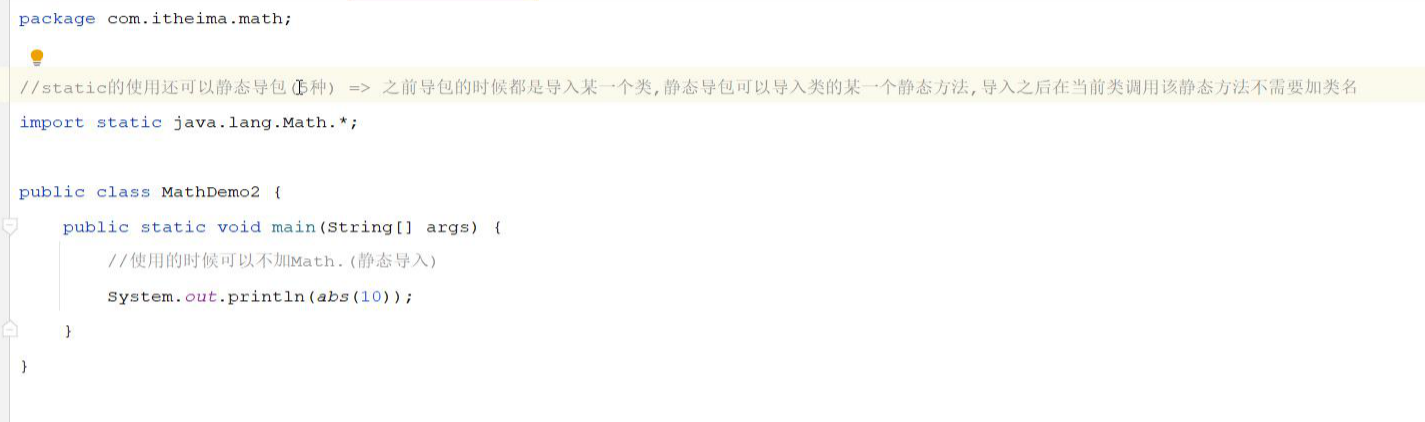 package com.itheima.math;
//static的使用还可以静态导包(5种) => 之前导包的时候都是导入某一个类,静态导包可以导入类的某一个静态方法,导入之后在当前类调用该静态方法不需要加类名
import static java.lang.Math.*;
public class MathDemo2 {
public static void main(String[] args) {
//使用的时候可以不加Math.(静态导入)
System.out.println(abs(10));
}
}